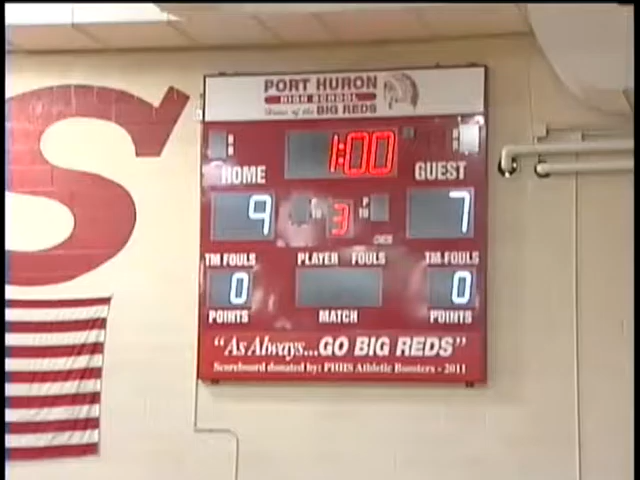 S
PORT HURON
HIGH SCHOOL
Home of the BIG REDS
1:00
HOME
GUEST
9
3
7
TM FOULS
PLAYER FOULS
TM FOULS
0
0
POINTS
MATCH
POINTS
"As Always...GO BIG REDS"
Scoreboard donated by: PHHS Athletic Boosters - 2011